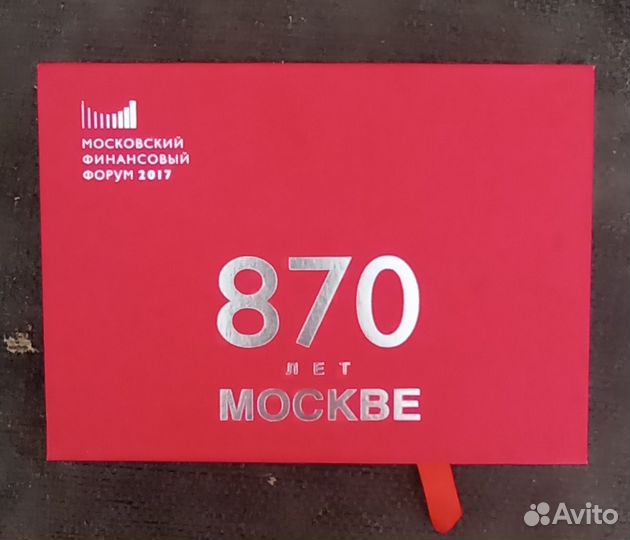 МОСКОВСКИЙ
ФИНАНСОВЫЙ
ФОРУМ 2017
870
ЛЕТ
МОСКВЕ
Avito